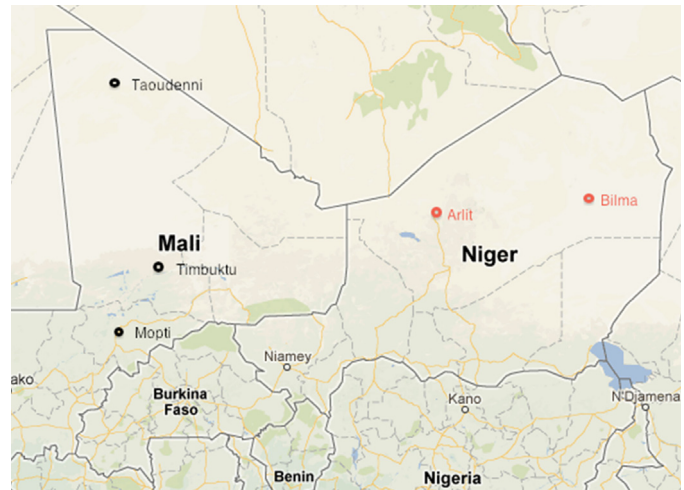 Taoudenni
Bilma
Arlit
Mali
Niger
Timbuktu
Mopti
Niamey
ako
Burkina
Faso
Kano
N'Djamena
Benin
Nigeria